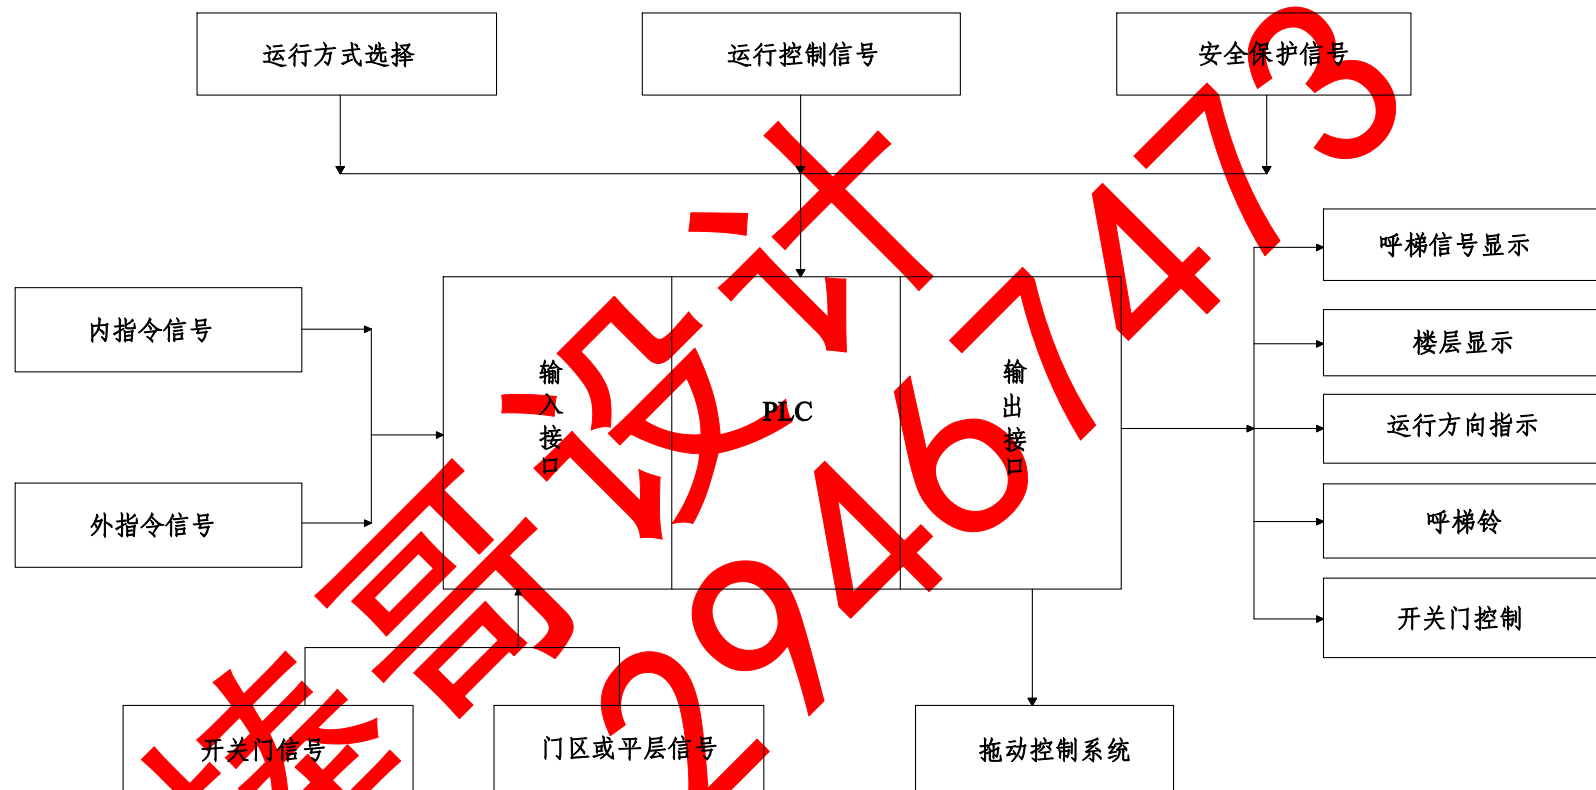 运行方式选择
运行控制信号
安全保护信号
呼梯信号显示
内指令信号
楼层显示
输入接口
PLC
输出接口
运行方向指示
外指令信号
呼梯铃
开关门控制
开关门信号
门区或平层信号
拖动控制系统
哥设计
29467473